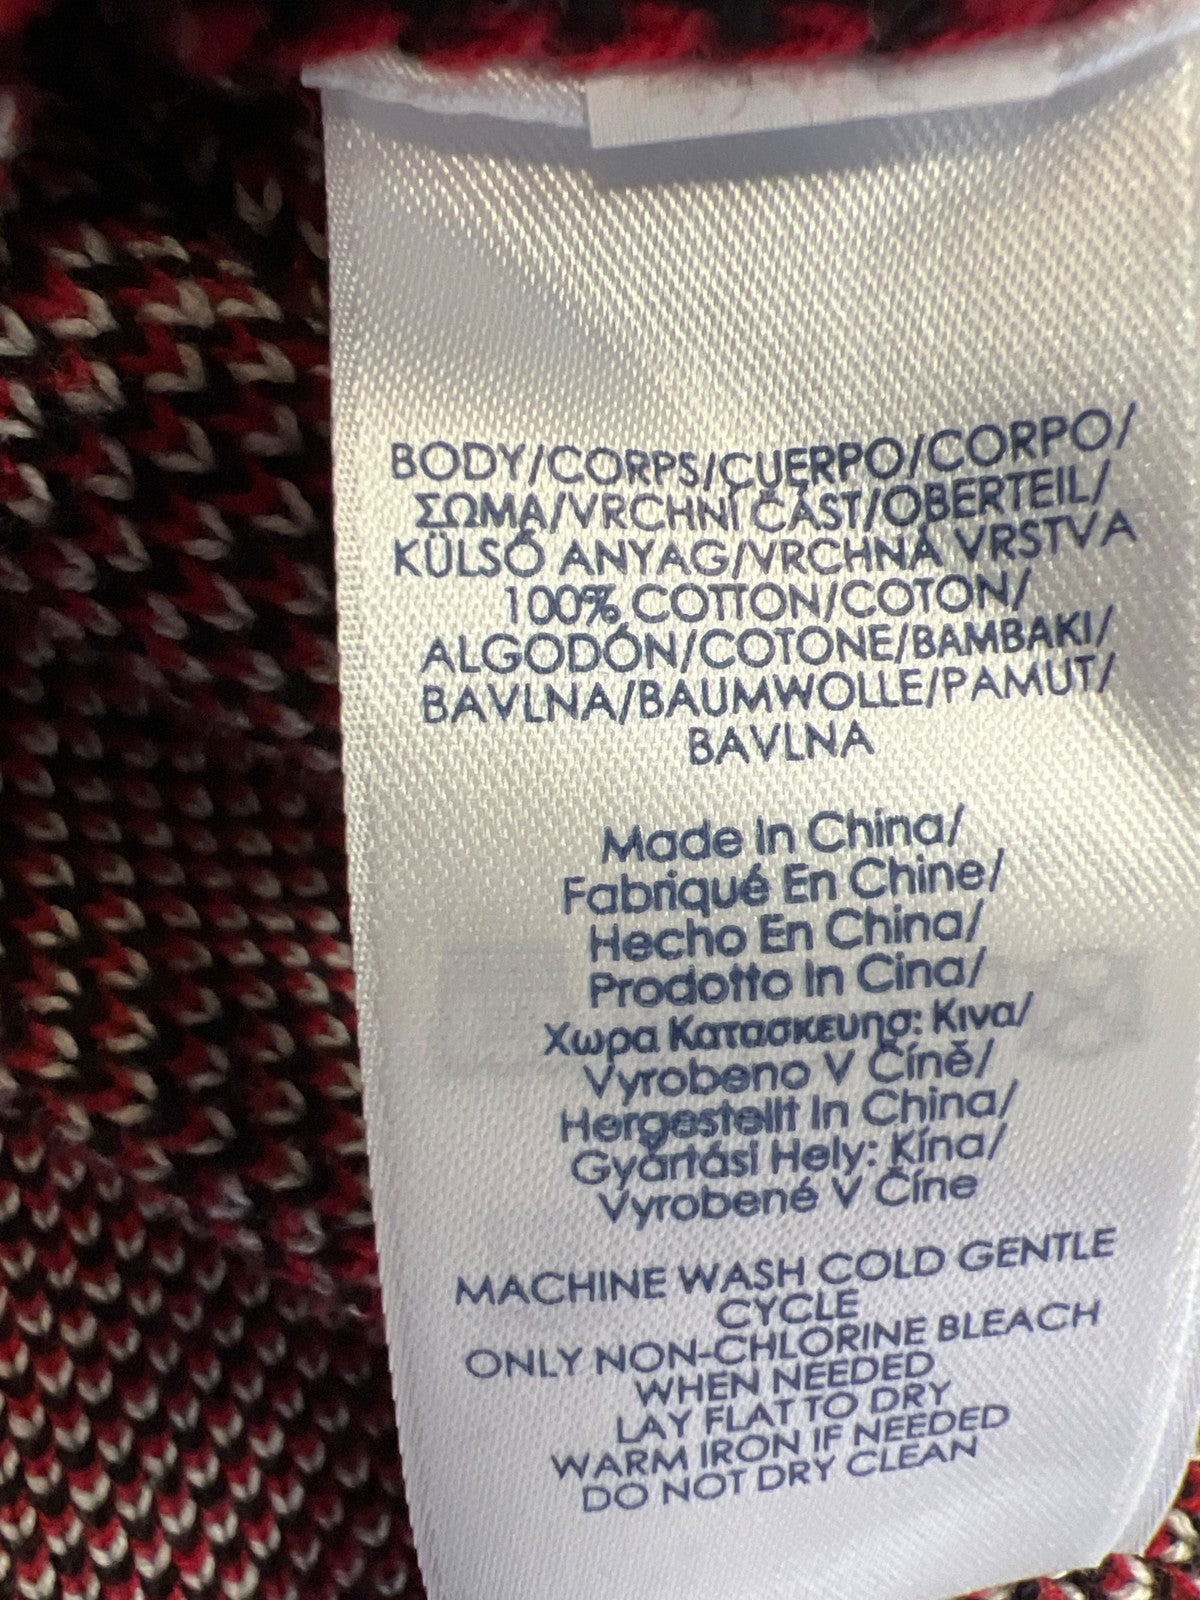 BODY/CORPS/CUERPO/CORPO/
ΣΩΜΑ/VRCHNÍ ČÁST/OBERTEIL/
KÜLSŐ ANYAG/VRCHNÁ VRSTVA
100% COTTON/COTON/
ALGODÓN/COTONE/BAMBAKI/
BAVLNA/BAUMWOLLE/PAMUT/
BAVLNA
Made In China/
Fabriqué En Chine/
Hecho En China/
Prodotto In Cina/
Χωρα Κατασκευησ: Κινα/
Vyrobeno V Číně/
Hergestellt In China/
Gyártási Hely: Kína/
Vyrobené V Číne
MACHINE WASH COLD GENTLE
CYCLE
ONLY NON-CHLORINE BLEACH
WHEN NEEDED
LAY FLAT TO DRY
WARM IRON IF NEEDED
DO NOT DRY CLEAN